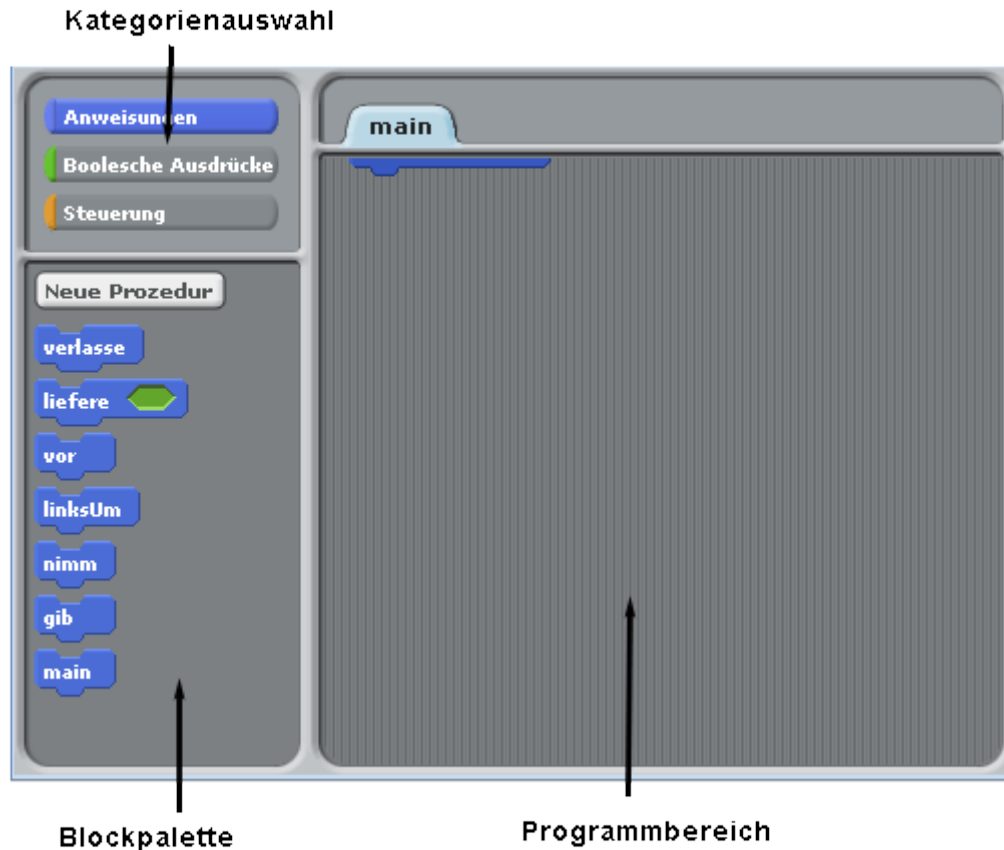 Kategorienauswahl
Anweisungen
Boolesche Ausdrücke
Steuerung
main
Neue Prozedur
verlasse
liefere
vor
linksUm
nimm
gib
main
Blockpalette
Programmbereich